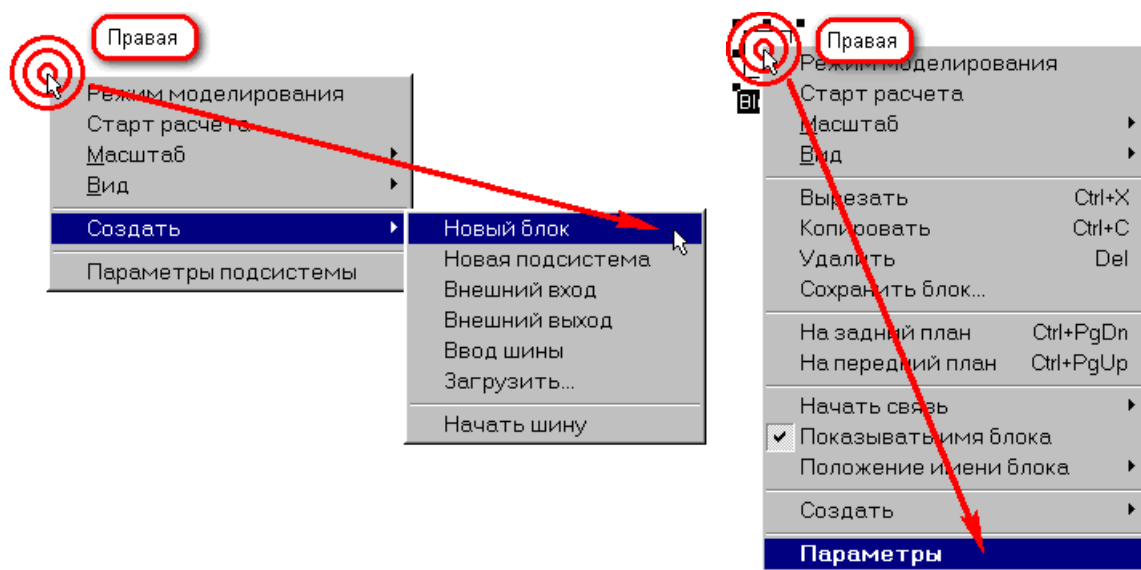 Правая
Режим моделирования
Старт расчета
Масштаб
Вид
Создать
Параметры подсистемы
Новый блок
Новая подсистема
Внешний вход
Внешний выход
Ввод шины
Загрузить...
Начать шину
Правая
Режим моделирования
Старт расчета
Масштаб
Вид
Вырезать Ctrl+X
Копировать Ctrl+C
Удалить Del
Сохранить блок...
На задний план Ctrl+PgDn
На передний план Ctrl+PgUp
Начать связь
Показывать имя блока
Положение имени блока
Создать
Параметры